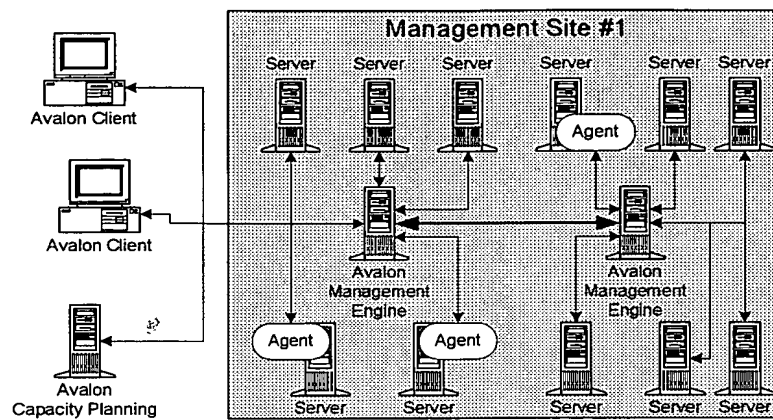 Management Site #1
Server
Server
Server
Server
Server
Server
Agent
Avalon Client
Avalon Client
Avalon
Management
Engine
Avalon
Management
Engine
Agent
Agent
Avalon
Capacity Planning
Server
Server
Server
Server
Server